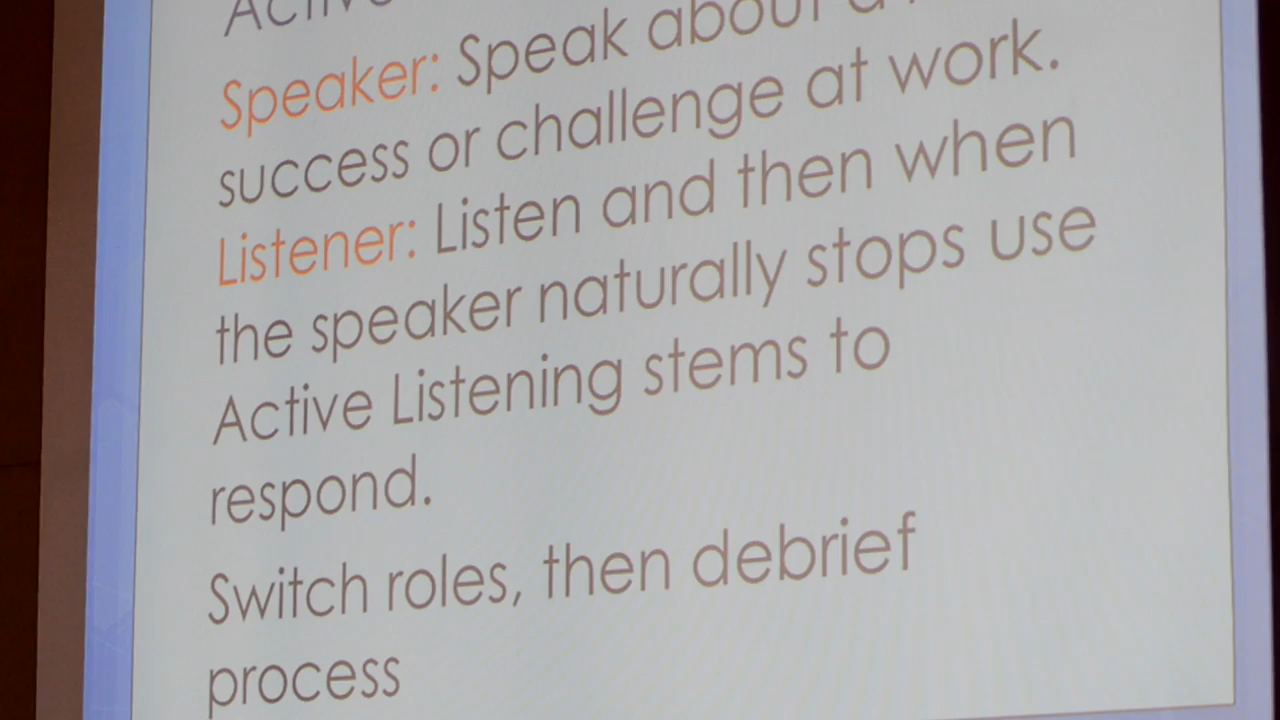 Speaker: Speak about a
success or challenge at work.
Listener: Listen and then when
the speaker naturally stops use
Active Listening stems to
respond.
Switch roles, then debrief
process